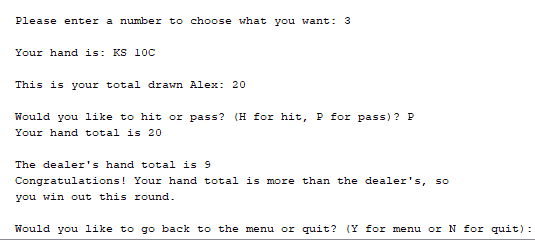 Please enter a number to choose what you want: 3
Your hand is: KS 10C
This is your total drawn Alex: 20
Would you like to hit or pass? (H for hit, P for pass)? P
Your hand total is 20
The dealer's hand total is 9
Congratulations! Your hand total is more than the dealer's, so
you win out this round.
Would you like to go back to the menu or quit? (Y for menu or N for quit):